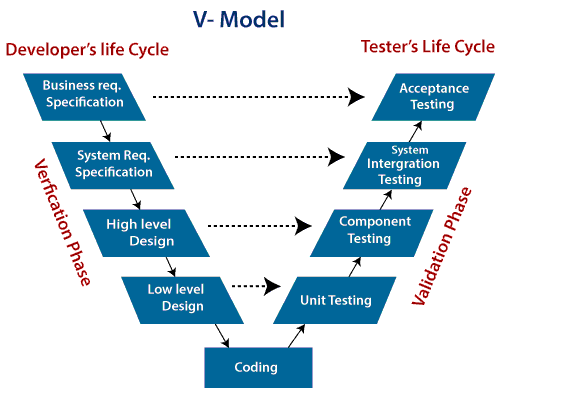 V- Model
Developer's life Cycle
Tester's Life Cycle
Business req.
Specification
Acceptance
Testing
System Req.
Specification
System
Intergration
Testing
High level
Design
Component
Testing
Low level
Design
Unit Testing
Coding
Verfication Phase
Validation Phase